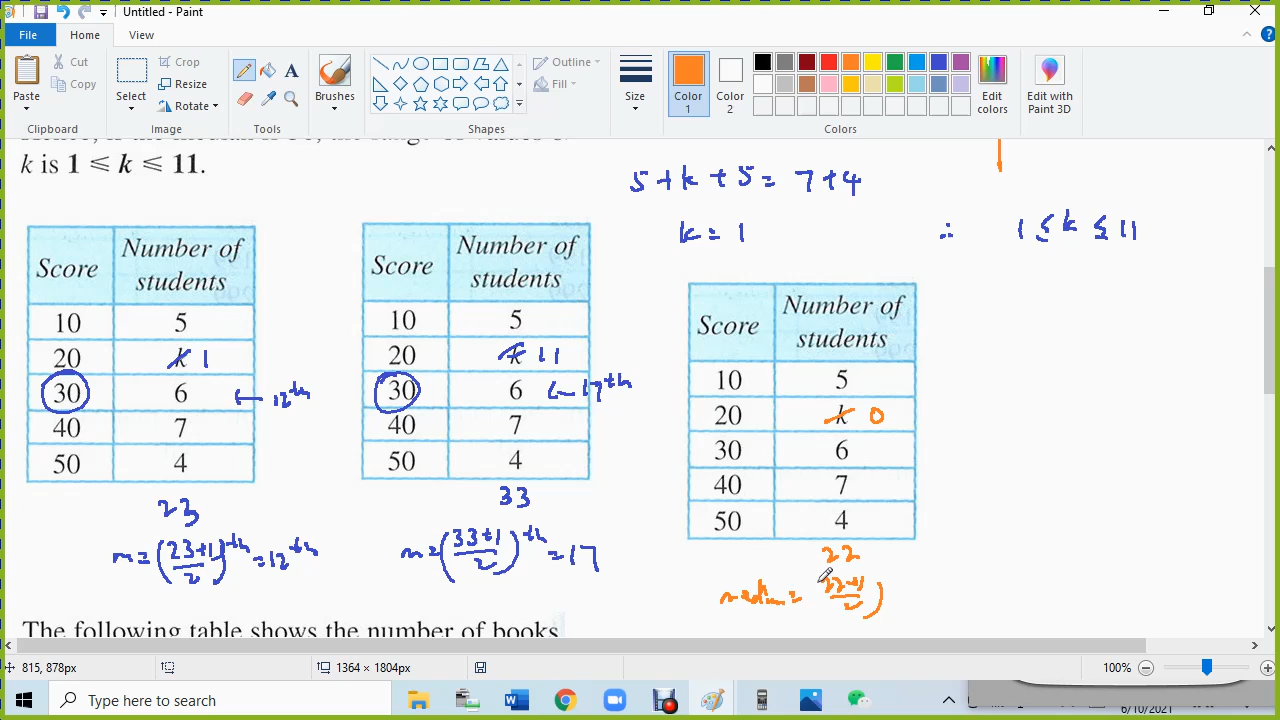 Untitled - Paint
File Home View
Paste Cut Copy
Select Crop Resize Rotate
Brushes
Outline
Fill
Size
Color 1
Color 2
Edit colors
Edit with Paint 3D
Clipboard Image Tools Shapes Colors
k is 1 ⩽ k ⩽ 11.
5 + k + 5 = 7 + 4
k = 1 ∴ 1 ≤ k ≤ 11
Score Number of students
10 5
20 k 1
30 6 ← 12th
40 7
50 4
23
m = (23+1/2)th = 12th
Score Number of students
10 5
20 k 11
30 6 ← 17th
40 7
50 4
33
m = (33+1/2)th = 17
Score Number of students
10 5
20 k 0
30 6
40 7
50 4
22
median = 22+1/2)
The following table shows the number of books
815, 878px
1364 × 1804px
100%
Type here to search
6/10/2021